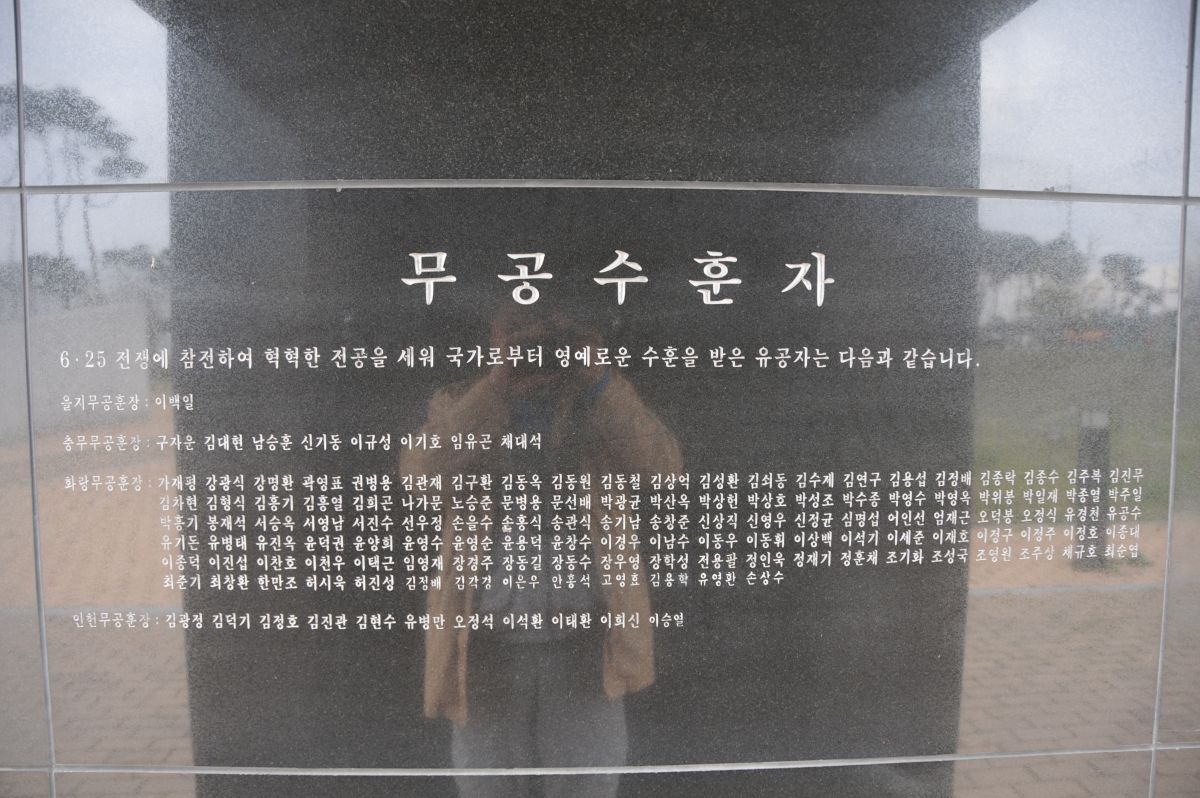 무공수훈자
6·25 전쟁에 참전하여 혁혁한 전공을 세워 국가로부터 영예로운 수훈을 받은 유공자는 다음과 같습니다.
을지무공훈장 : 이백일
충무무공훈장 : 구자운 김대현 남승훈 신기동 이규성 이기호 임유곤 채대석
화랑무공훈장 : 가재평 강광식 강명환 곽영표 권병용 김관재 김구환 김동옥 김동원 김동철 김상억 김성환 김쇠동 김수제 김연구 김용섭 김정배 김종락 김종수 김주복 김진무
김차현 김형식 김홍기 김홍열 김희곤 나가문 노승준 문병용 문선배 박광균 박산옥 박상헌 박상호 박성조 박수종 박영수 박영옥 박위봉 박일재 박종열 박주일
박흥기 봉재석 서승옥 서영남 서진수 선우정 손을수 송홍식 송관식 송기남 송창준 신상직 신영우 신정균 심명섭 어인선 엄재근 오덕봉 오정식 유경천 유공수
유기돈 유병태 유진옥 윤덕권 윤양희 윤영수 윤영순 윤용덕 윤창수 이경우 이남수 이동우 이동휘 이상백 이석기 이세준 이재호 이정구 이정주 이정호 이종대
이종덕 이진섭 이찬호 이천우 이택근 임영재 장경주 장동길 장동수 장우영 장학성 전용팔 정인욱 정재기 정훈채 조기화 조성국 조영원 조주상 채규호 최순엽
최준기 최창환 한만조 허시욱 허진성 김정배 김각경 이은우 안홍석 고영효 김용학 유영환 손상수
인헌무공훈장 : 김광정 김덕기 김정호 김진관 김현수 유병만 오정석 이석환 이태환 이희신 이승열